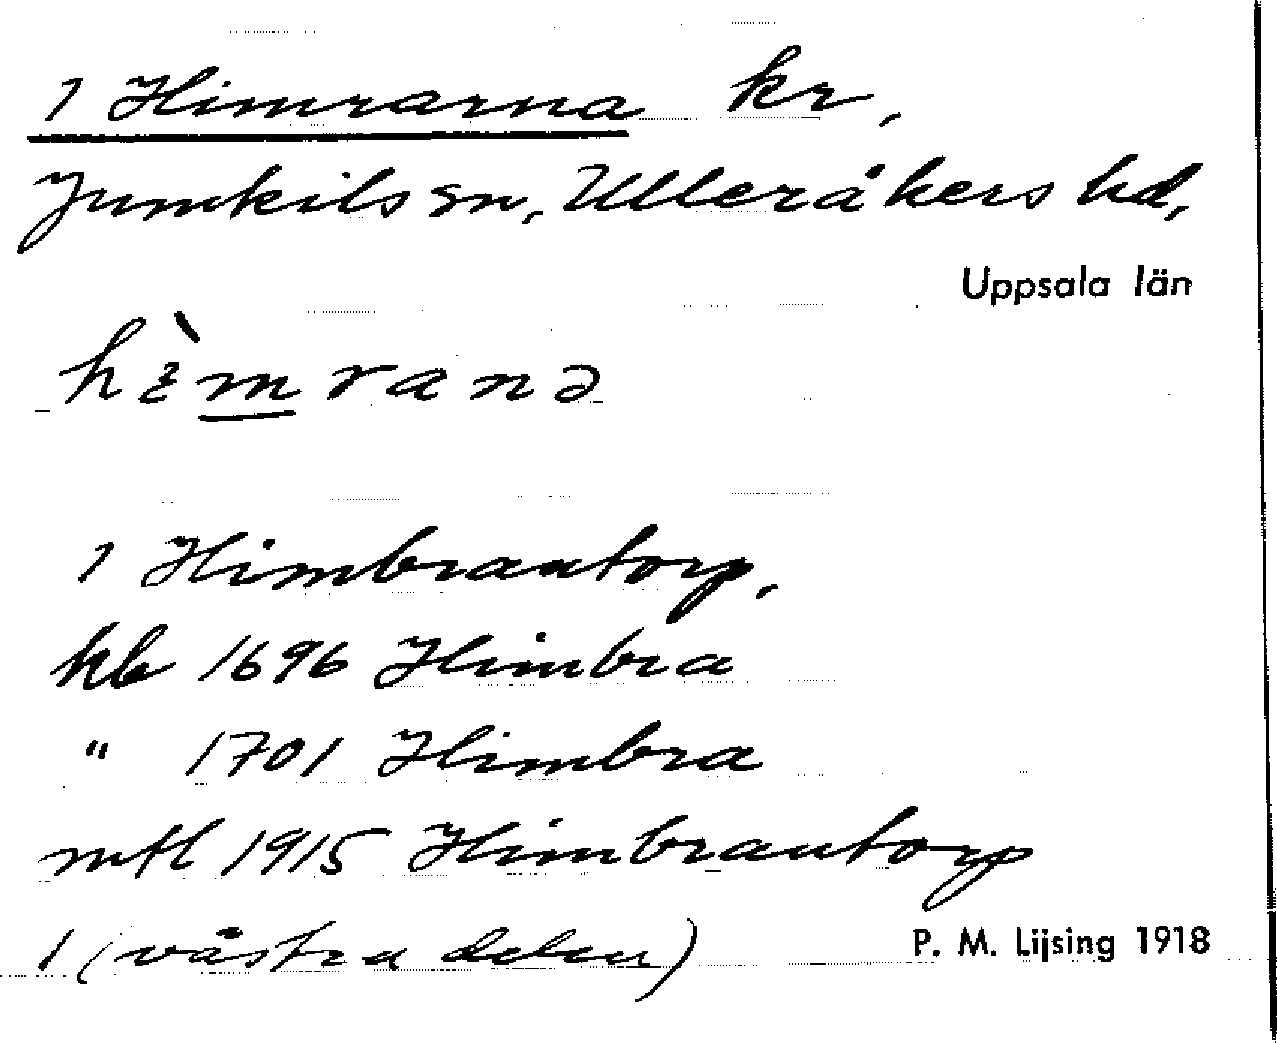 1 Himrarna kr,
Jumkils sn, Ulleråkers hd,
Uppsala län
hèmranə
1 Himbrantorp,
kb 1696 Himbra
" 1701 Himbra
mtl 1915 Himbrantorp
1 (västra delen)
P. M. Lijsing 1918